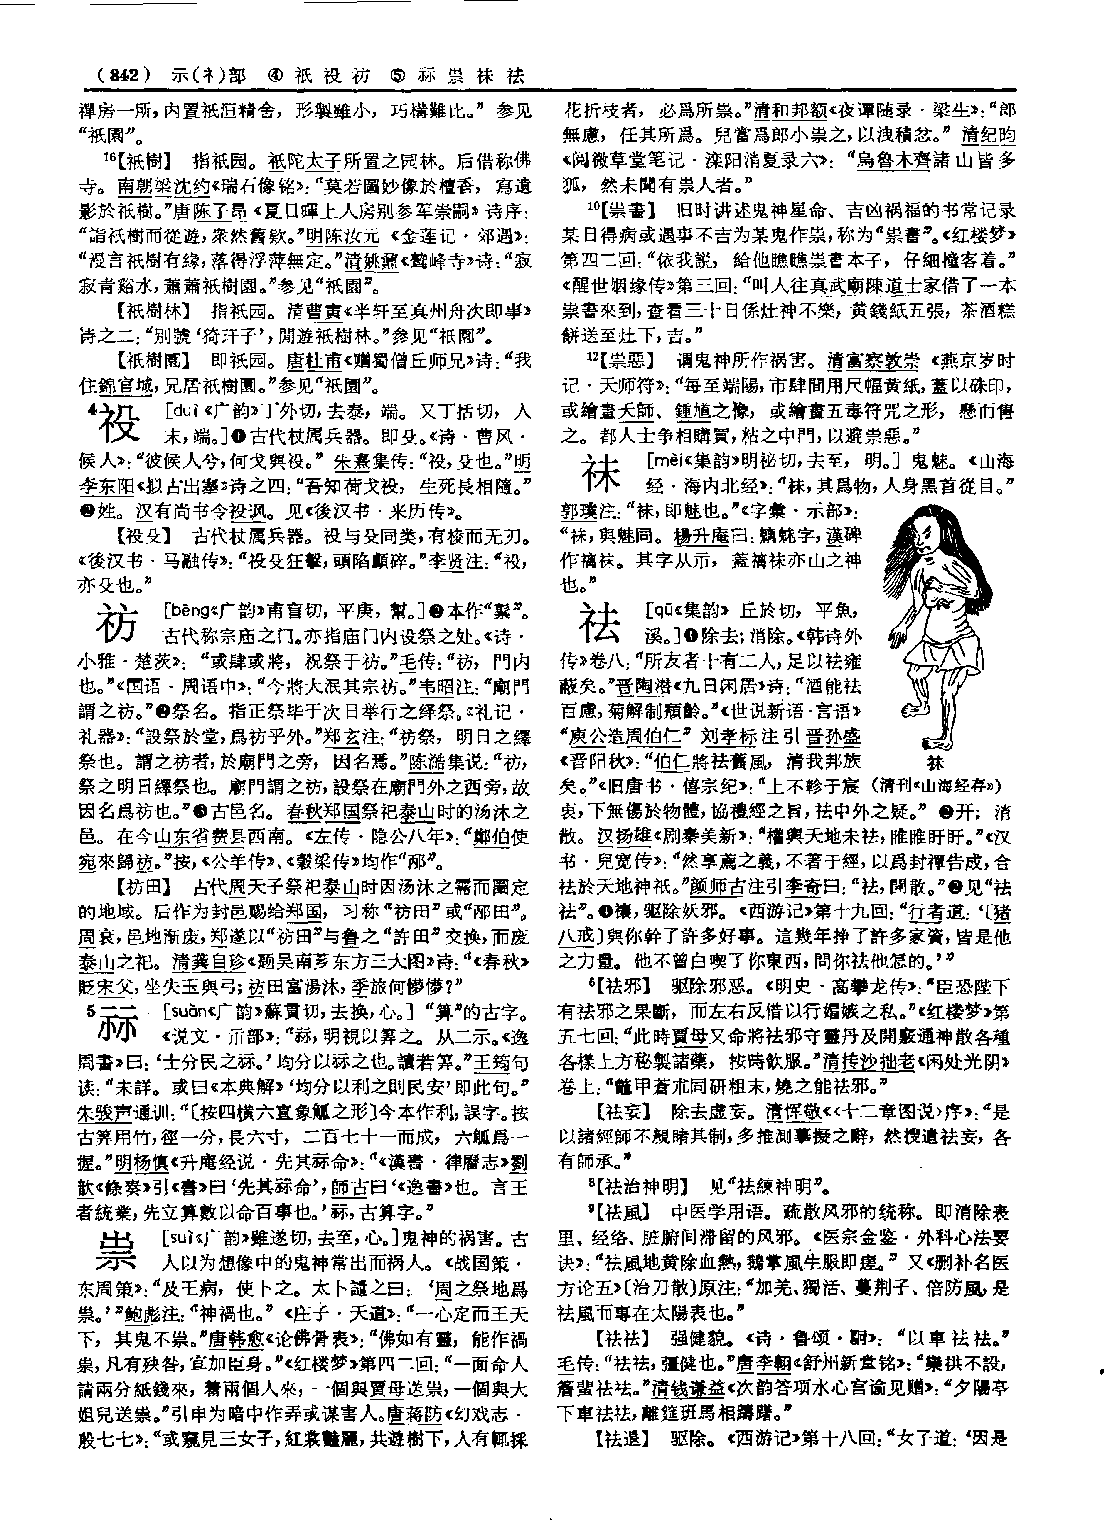 (842) 示(礻)部 ④祇祋祊 ⑤祘祟祙祛
禪房一所，内置祇洹精舍，形製雖小，巧構難比。”参见
“祇園”。
16【祇樹】 指祇园。祇陀太子所置之园林。后借称佛
寺。南朝梁沈约《瑞石像铭》：“莫若圖妙像於檀香，寫遺
影於祇樹。”唐陈子昂《夏日暉上人房别参军崇嗣》诗序：
“詣祇樹而從遊，衆然舊欵。”明陈汝元《金莲记·郊遇》：
“漫言祇樹有緣，落得浮萍無定。”清姚鼐《鷲峰寺》诗：“寂
寂肯谿水，蕭蕭祇樹園。”参见“祇園”。
【祇樹林】 指祇园。清曹寅《半轩至真州舟次即事》
诗之二：“别號‘猗玕子’，閒遊祇樹林。”参见“祇園”。
【祇樹園】 即祇园。唐杜甫《赠蜀僧丘师兄》诗：“我
住錦官城，兄居祇樹園。”参见“祇園”。
4祋 [duì《广韵》丁外切，去泰，端。又丁括切，入
末，端。]❶古代杖属兵器。即殳。《诗·曹风·
候人》：“彼候人兮，何戈與祋。”朱熹集传：“祋，殳也。”明
李东阳《拟古出塞》诗之四：“吾知荷戈祋，生死長相隨。”
❷姓。汉有尚书令祋讽。见《後汉书·来历传》。
【祋殳】 古代杖属兵器。祋与殳同类，有棱而无刃。
《後汉书·马融传》：“祋殳狂擊，頭陷顱碎。”李贤注：“祋，
亦殳也。”
祊 [bēng《广韵》甫盲切，平庚，幫。]❶本作“鬃”。
古代称宗庙之门。亦指庙门内设祭之处。《诗·
小雅·楚茨》：“或肆或將，祝祭于祊。”毛传：“祊，門内
也。”《国语·周语中》：“今將大泯其宗祊。”韦昭注：“廟門
謂之祊。”❷祭名。指正祭毕于次日举行之绎祭。《礼记·
礼器》：“設祭於堂，爲祊乎外。”郑玄注：“祊祭，明日之繹
祭也。謂之祊者，於廟門之旁，因名焉。”陈澔集说：“祊，
祭之明日繹祭也。廟門謂之祊，設祭在廟門外之西旁，故
因名爲祊也。”❸古邑名。春秋郑国祭祀泰山时的汤沐之
邑。在今山东省费县西南。《左传·隐公八年》：“鄭伯使
宛來歸祊。”按，《公羊传》、《穀梁传》均作“邴”。
【祊田】 古代周天子祭祀泰山时因汤沐之需而圈定
的地域。后作为封邑赐给郑国，习称“祊田”或“邴田”。
周衰，邑地渐废，郑遂以“祊田”与鲁之“許田”交换，而废
泰山之祀。清龚自珍《题吴南芗东方三大图》诗：“《春秋》
貶宋父，坐失玉與弓；祊田富湯沐，季旅何懜懜？”
5祘 [suàn《广韵》蘇貫切，去换，心。]“算”的古字。
《说文·示部》：“祘，明視以筭之。从二示。《逸
周書》曰：‘士分民之祘。’均分以祘之也。讀若筭。”王筠句
读：“未詳。或曰《本典解》‘均分以利之則民安’即此句。”
朱骏声通训：“〔按四横六直象觚之形〕今本作利，誤字。按
古筭用竹，徑一分，長六寸，二百七十一而成，六觚爲一
握。”明杨慎《升庵经说·先其祘命》：“《漢書·律曆志》劉
歆《條奏》引《書》曰‘先其祘命’，師古曰‘《逸書》也。言王
者統業，先立算數以命百事也。’祘，古算字。”
祟 [suì《广韵》雖遂切，去至，心。]鬼神的祸害。古
人以为想像中的鬼神常出而祸人。《战国策·
东周策》：“及王病，使卜之。太卜譴之曰：‘周之祭地爲
祟。’”鲍彪注：“神禍也。”《庄子·天道》：“一心定而王天
下，其鬼不祟。”唐韩愈《论佛骨表》：“佛如有靈，能作禍
祟，凡有殃咎，宜加臣身。”《红楼梦》第四二回：“一面命人
請兩分紙錢來，着兩個人來，一個與賈母送祟，一個與大
姐兒送祟。”引申为暗中作弄或谋害人。唐蒋防《幻戏志·
殷七七》：“或窺見三女子，紅裳豔麗，共遊樹下，人有輒採
花折枝者，必爲所祟。”清和邦额《夜谭随录·梁生》：“郎
無慮，任其所爲。兒當爲郎小祟之，以洩積忿。”清纪昀
《阅微草堂笔记·滦阳消夏录六》：“烏魯木齊諸山皆多
狐，然未聞有祟人者。”
10【祟書】 旧时讲述鬼神星命、吉凶祸福的书常记录
某日得病或遇事不吉为某鬼作祟，称为“祟書”。《红楼梦》
第四二回：“依我說，給他瞧瞧祟書本子，仔細撞客着。”
《醒世姻缘传》第三回：“叫人往真武廟陳道士家借了一本
祟書來到，查看三十日係灶神不樂，黄錢紙五張，茶酒糕
餅送至灶下，吉。”
12【祟惡】 谓鬼神所作祸害。清富察敦崇《燕京岁时
记·天师符》：“每至端陽，市肆間用尺幅黄紙，蓋以硃印，
或繪畫天師、鍾馗之像，或繪畫五毒符咒之形，懸而售
之。都人士争相購買，粘之中門，以避祟惡。”
祙 [mèi《集韵》明祕切，去至，明。]鬼魅。《山海
经·海内北经》：“祙，其爲物，人身黑首從目。”
郭璞注：“祙，即魅也。”《字彙·示部》：
“祙，與魅同。楊升庵曰：魑魅字，漢碑
作禼祙。其字从示，蓋禼祙亦山之神
也。”
祛 [qū《集韵》丘於切，平魚，
溪。]❶除去；消除。《韩诗外
传》卷八：“所友者十有二人，足以祛雍
蔽矣。”晋陶潜《九日闲居》诗：“酒能祛
百慮，菊解制頹齡。”《世说新语·言语》
“庾公造周伯仁”刘孝标注引晋孙盛
《晋阳秋》：“伯仁將祛舊風，清我邦族
矣。”《旧唐书·僖宗纪》：“上不軫于宸
衷，下無傷於物體，協禮經之旨，祛中外之疑。”❷开；消
散。汉扬雄《剧秦美新》：“權輿天地未祛，睢睢盱盱。”《汉
书·兒宽传》：“然享薦之義，不著于經，以爲封禪告成，合
祛於天地神祇。”颜师古注引李奇曰：“祛，開散。”❸见“祛
祛”。❹禳，驱除妖邪。《西游记》第十九回：“行者道：‘〔猪
八戒〕與你幹了許多好事。這幾年掙了許多家資，皆是他
之力量。他不曾白喫了你東西，問你祛他怎的。’”
祙
（清刊《山海经存》）
6【祛邪】 驱除邪恶。《明史·高攀龙传》：“臣恐陛下
有祛邪之果斷，而左右反借以行媢嫉之私。”《红楼梦》第
五七回：“此時賈母又命將祛邪守靈丹及開竅通神散各種
各樣上方秘製諸藥，按時飲服。”清传沙拙老《闲处光阴》
卷上：“龍甲蒼朮同研粗末，燒之能祛邪。”
【祛妄】 除去虚妄。清恽敬《〈十二章图说〉序》：“是
以諸經師不親睹其制，多推測摹擬之辭，然搜遺祛妄，各
有師承。”
8【祛治神明】 见“祛練神明”。
9【祛風】 中医学用语。疏散风邪的统称。即消除表
里、经络、脏腑间滞留的风邪。《医宗金鉴·外科心法要
诀》：“祛風地黄除血熱，鵝掌風生服即痊。”又《删补名医
方论五》〔治刀散〕原注：“加羌、獨活、蔓荆子、倍防風，是
祛風而專在太陽表也。”
【祛祛】 强健貌。《诗·鲁颂·駉》：“以車祛祛。”
毛传：“祛祛，彊健也。”唐李翱《舒州新堂铭》：“欒拱不設，
簷蜚祛祛。”清钱谦益《次韵答项水心宫谕见赠》：“夕陽亭
下車祛祛，離筵班馬相躊躇。”
【祛退】 驱除。《西游记》第十八回：“女子道：‘因是